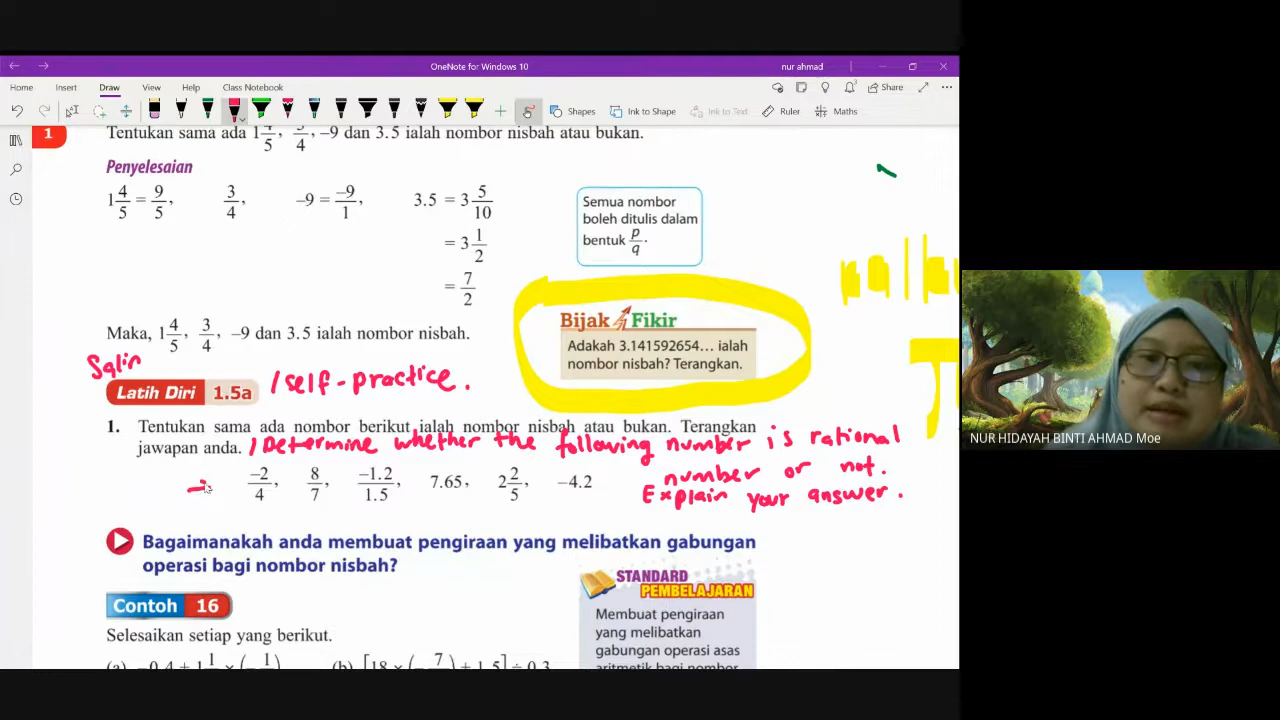 OneNote for Windows 10
nur ahmad
Home Insert Draw View Help Class Notebook
Share
Shapes Ink to Shape Ink to Text Ruler Maths
1
Tentukan sama ada 1 4/5, 3/4, –9 dan 3.5 ialah nombor nisbah atau bukan.
Penyelesaian
1 4/5 = 9/5, 3/4, –9 = –9/1, 3.5 = 3 5/10
= 3 1/2
= 7/2
Semua nombor
boleh ditulis dalam
bentuk p/q.
Bijak Fikir
Adakah 3.141592654… ialah
nombor nisbah? Terangkan.
Maka, 1 4/5, 3/4, –9 dan 3.5 ialah nombor nisbah.
Salin
Latih Diri 1.5a / self-practice.
1. Tentukan sama ada nombor berikut ialah nombor nisbah atau bukan. Terangkan
jawapan anda. / Determine whether the following number is rational
number or not.
Explain your answer.
–2/4, 8/7, –1.2/1.5, 7.65, 2 2/5, –4.2
Bagaimanakah anda membuat pengiraan yang melibatkan gabungan
operasi bagi nombor nisbah?
STANDARD
PEMBELAJARAN
Membuat pengiraan
yang melibatkan
gabungan operasi asas
aritmetik bagi nombor
Contoh 16
Selesaikan setiap yang berikut.
NUR HIDAYAH BINTI AHMAD Moe